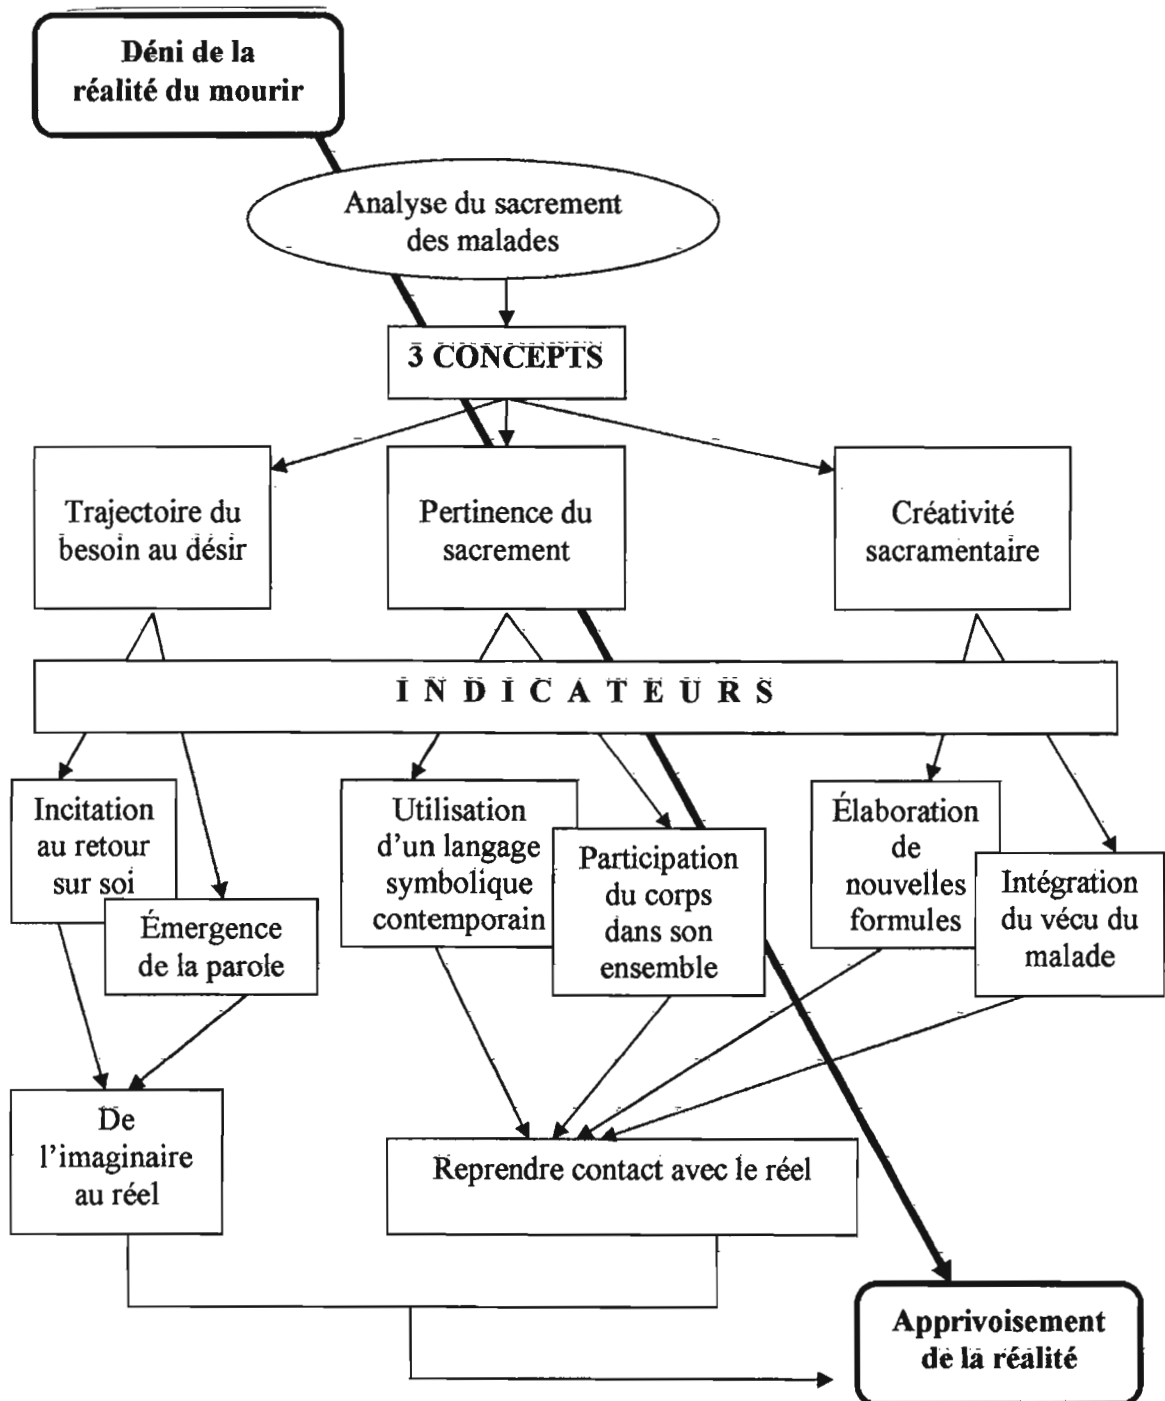 Déni de la
réalité du mourir
Analyse du sacrement
des malades
3 CONCEPTS
Trajectoire du
besoin au désir
Pertinence du
sacrement
Créativité
sacramentaire
INDICATEURS
Incitation
au retour
sur soi
Émergence
de la parole
Utilisation
d'un langage
symbolique
contemporain
Participation
du corps
dans son
ensemble
Élaboration
de
nouvelles
formules
Intégration
du vécu du
malade
De
l'imaginaire
au réel
Reprendre contact avec le réel
Apprivoisement
de la réalité